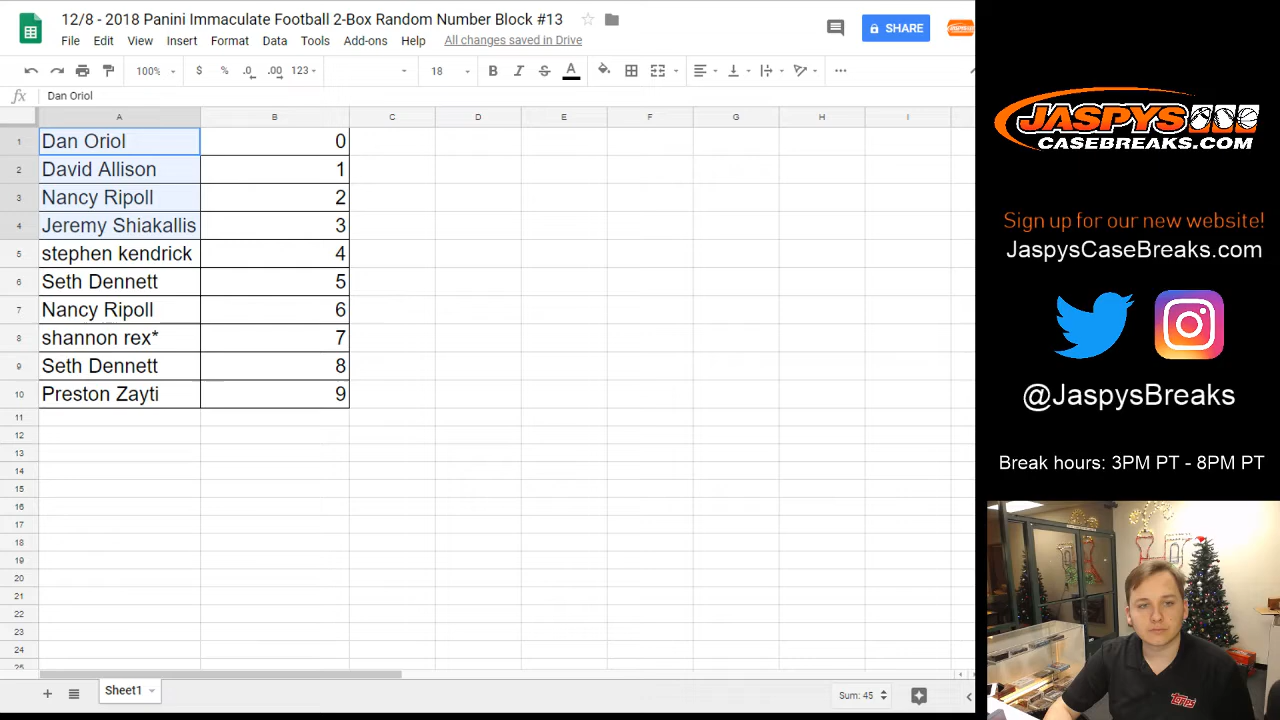 12/8 - 2018 Panini Immaculate Football 2-Box Random Number Block #13
File Edit View Insert Format Data Tools Add-ons Help All changes saved in Drive
SHARE
100% $ % .0 .00 123 18 B I S A
fx Dan Oriol
A B C D E F G H I
1 Dan Oriol 0
2 David Allison 1
3 Nancy Ripoll 2
4 Jeremy Shiakallis 3
5 stephen kendrick 4
6 Seth Dennett 5
7 Nancy Ripoll 6
8 shannon rex* 7
9 Seth Dennett 8
10 Preston Zayti 9
11
12
13
14
15
16
17
18
19
20
21
22
23
24
25
Sheet1
Sum: 45
JASPYS
CASEBREAKS.COM
Sign up for our new website!
JaspysCaseBreaks.com
@JaspysBreaks
Break hours: 3PM PT - 8PM PT